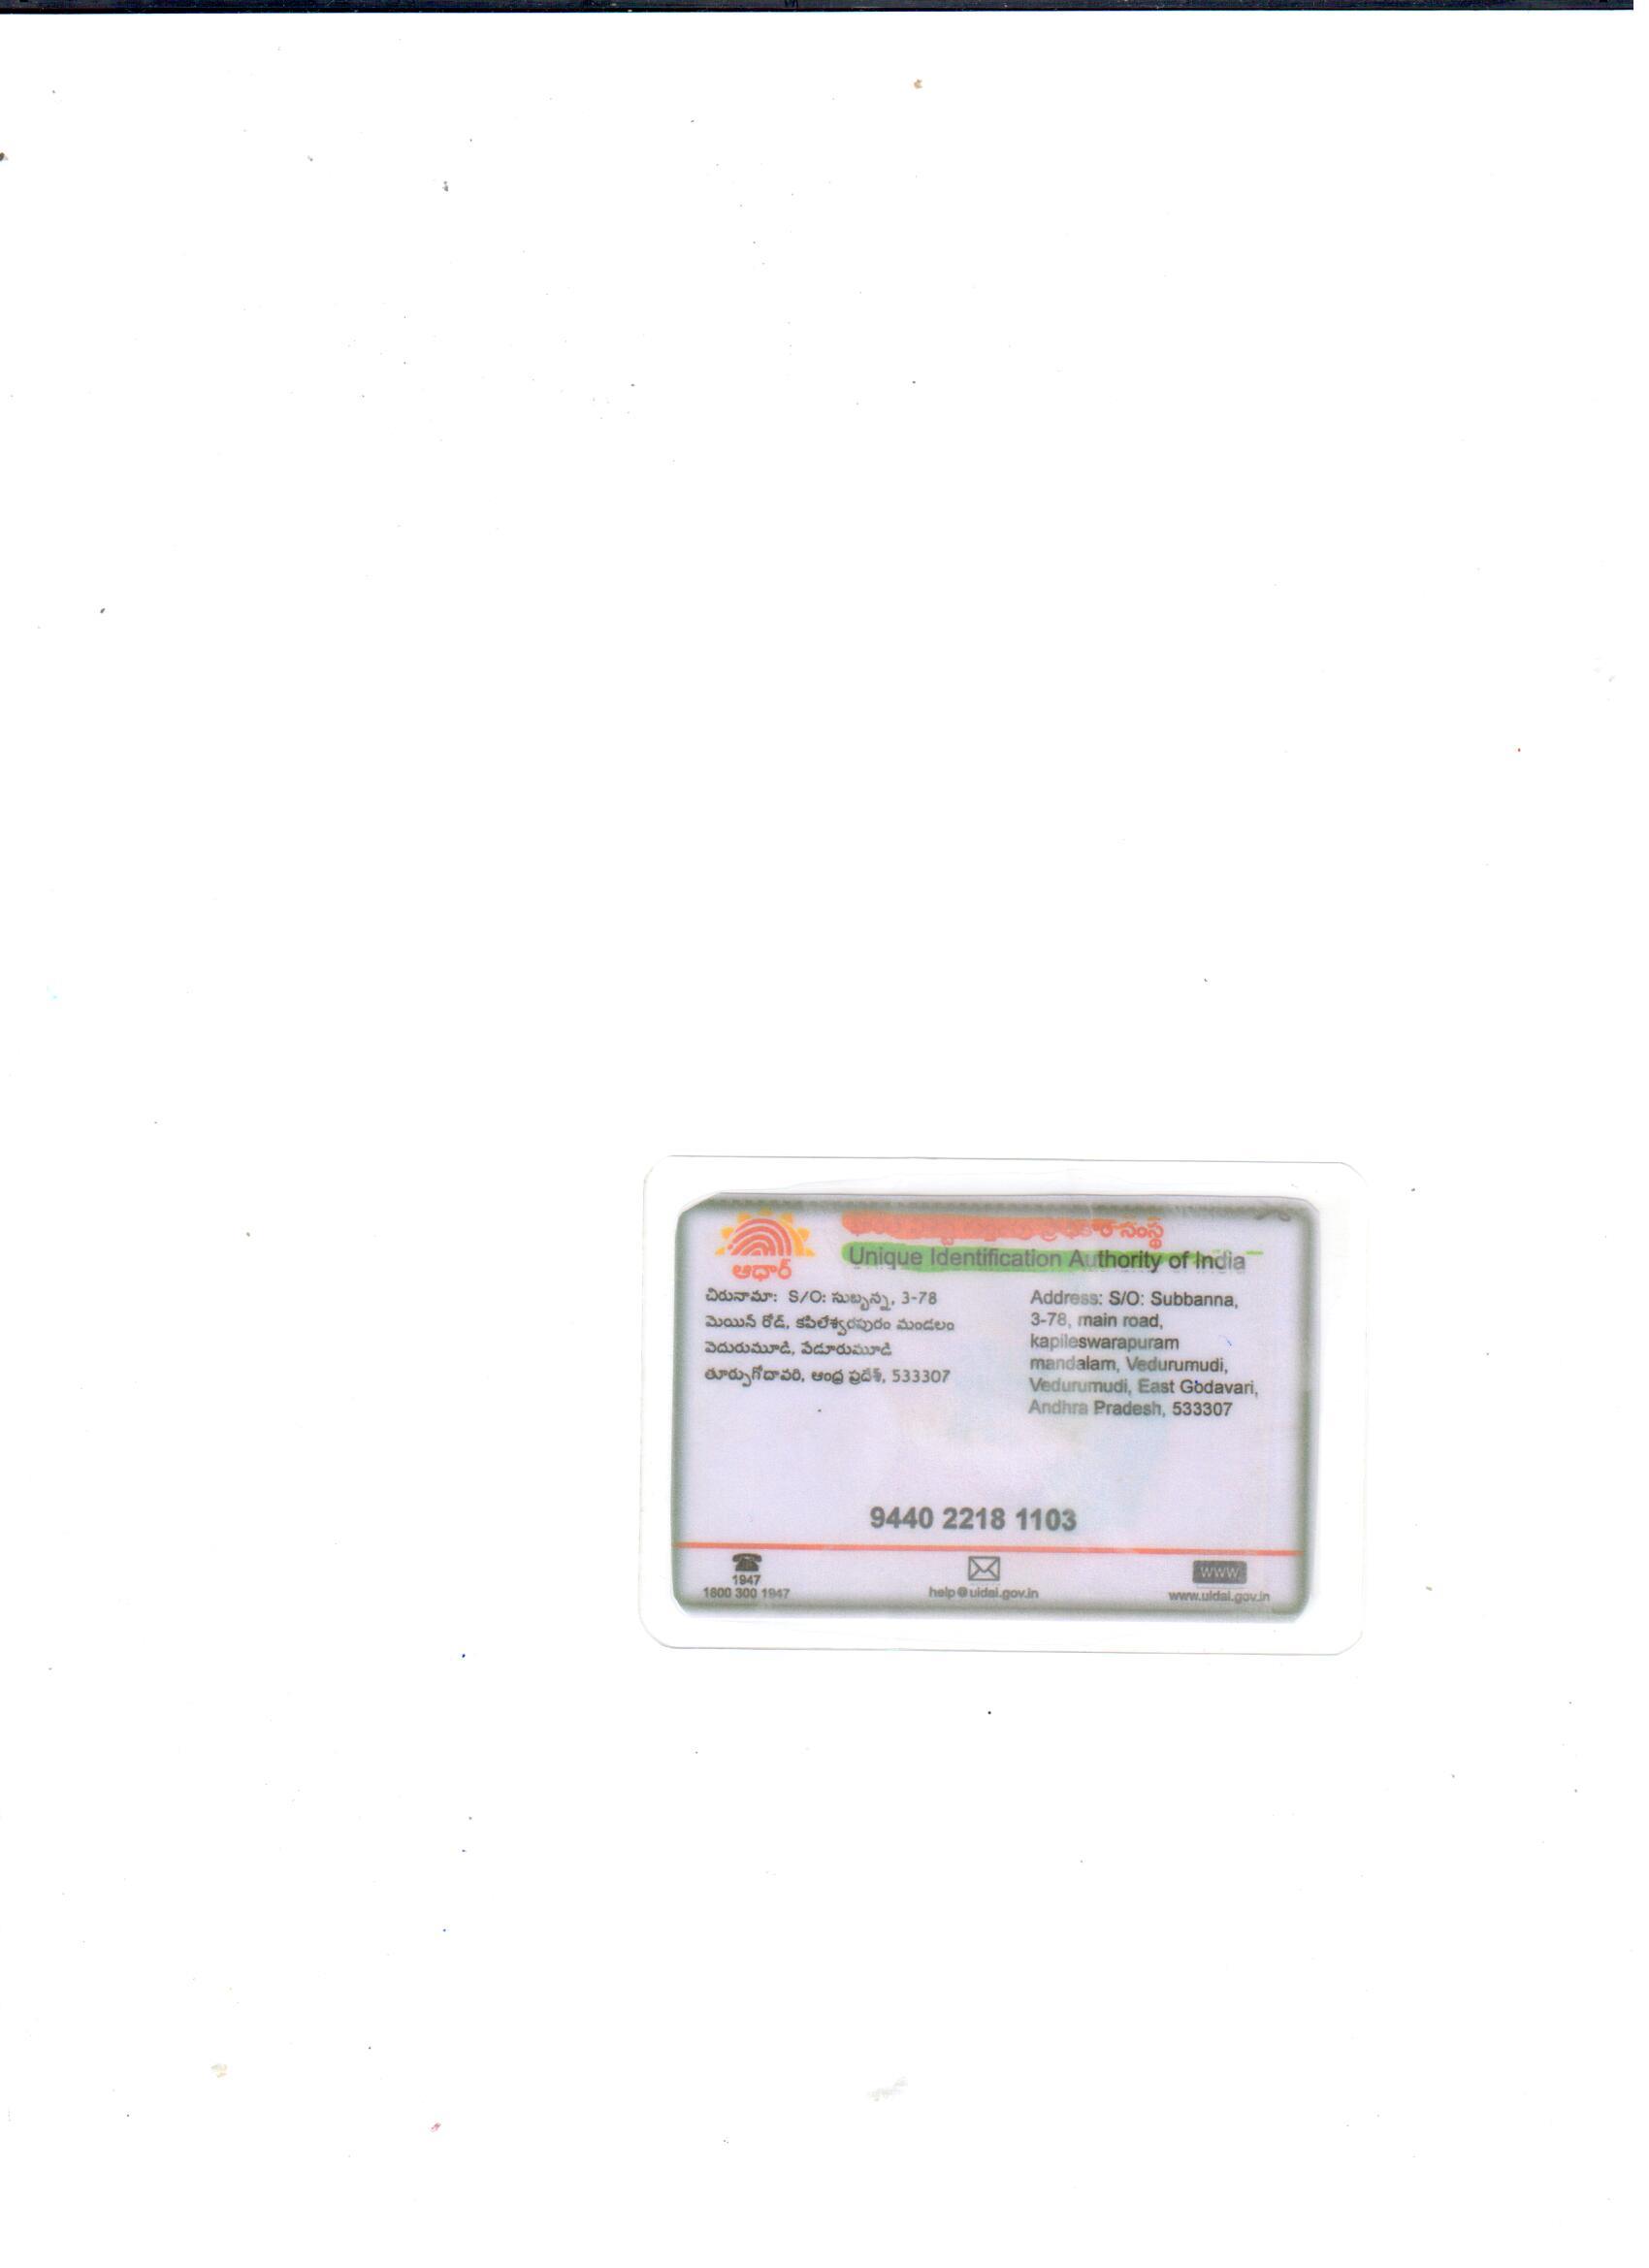 ఆధార్
సంస్థ
Unique Identification Authority of India
చిరునామా: S/O: సుబ్బన్న, 3-78
మెయిన్ రోడ్, కపిలేశ్వరపురం మండలం
వెదురుమూడి, వేదూరుమూడి
తూర్పుగోదావరి, ఆంధ్ర ప్రదేశ్, 533307
Address: S/O: Subbanna,
3-78, main road,
kapileswarapuram
mandalam, Vedurumudi,
Vedurumudi, East Godavari,
Andhra Pradesh, 533307
9440 2218 1103
1947
1800 300 1947
help@uidai.gov.in
www
www.uidai.gov.in